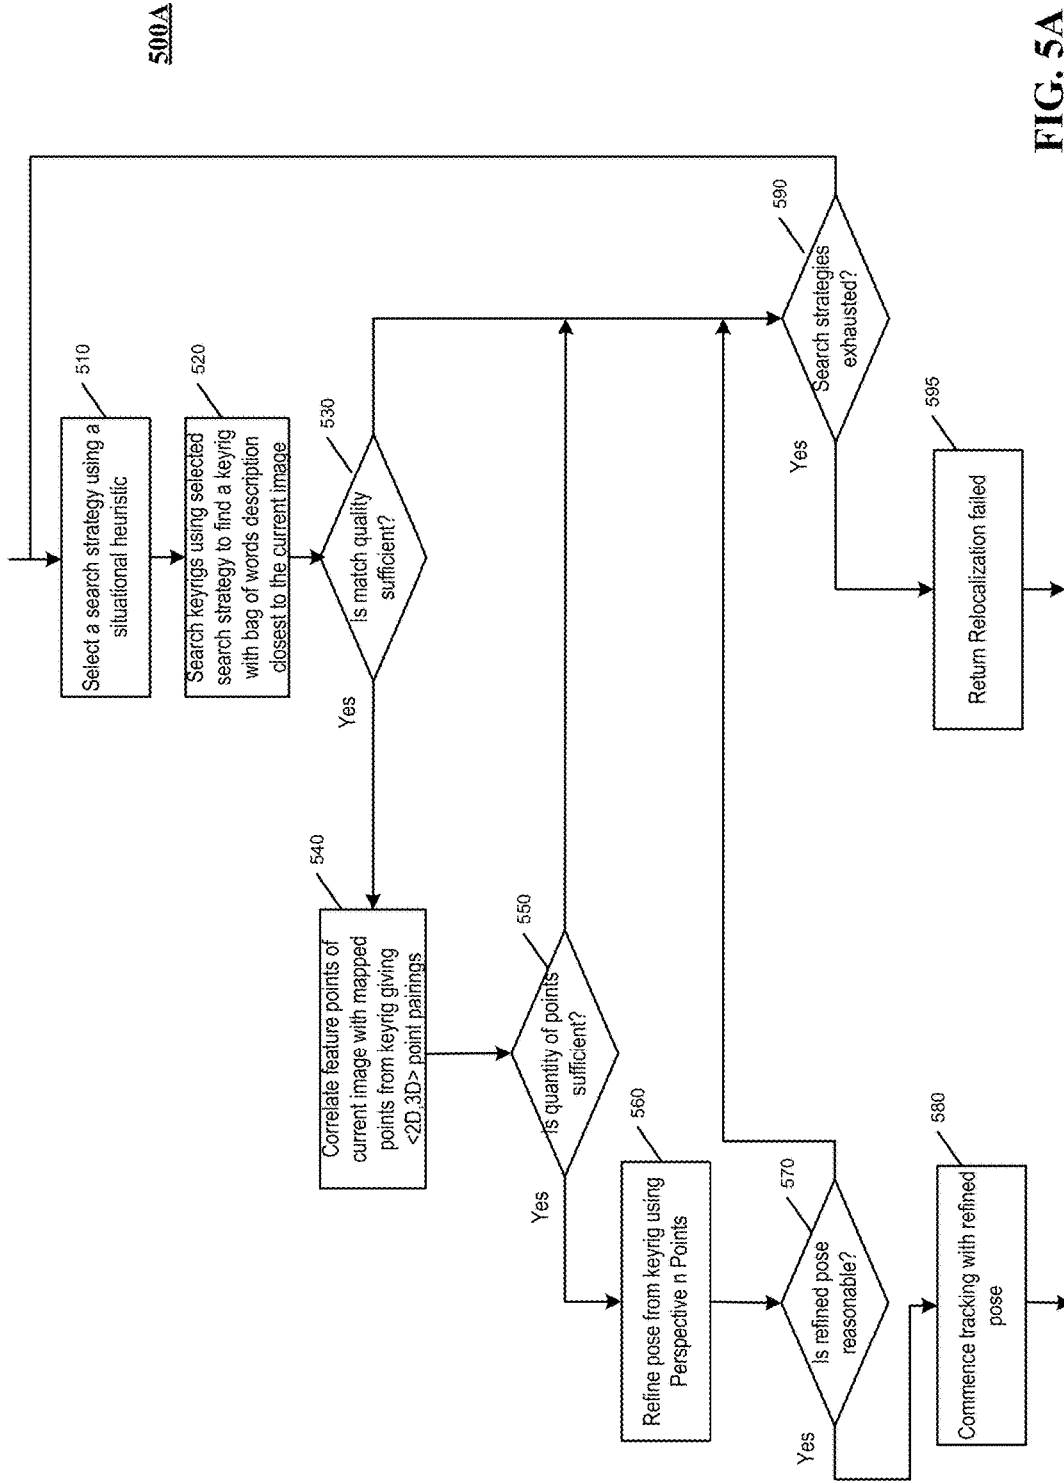 500A
510
Select a search strategy using a
situational heuristic
520
Search keyrigs using selected
search strategy to find a keyrig
with bag of words description
closest to the current image
530
Is match quality
sufficient?
Yes
540
Correlate feature points of
current image with mapped
points from keyrig giving
<2D,3D> point pairings
550
Is quantity of points
sufficient?
Yes
560
Refine pose from keyrig using
Perspective n Points
570
Is refined pose
reasonable?
Yes
580
Commence tracking with refined
pose
590
Search strategies
exhausted?
Yes
595
Return Relocalization failed
FIG. 5A